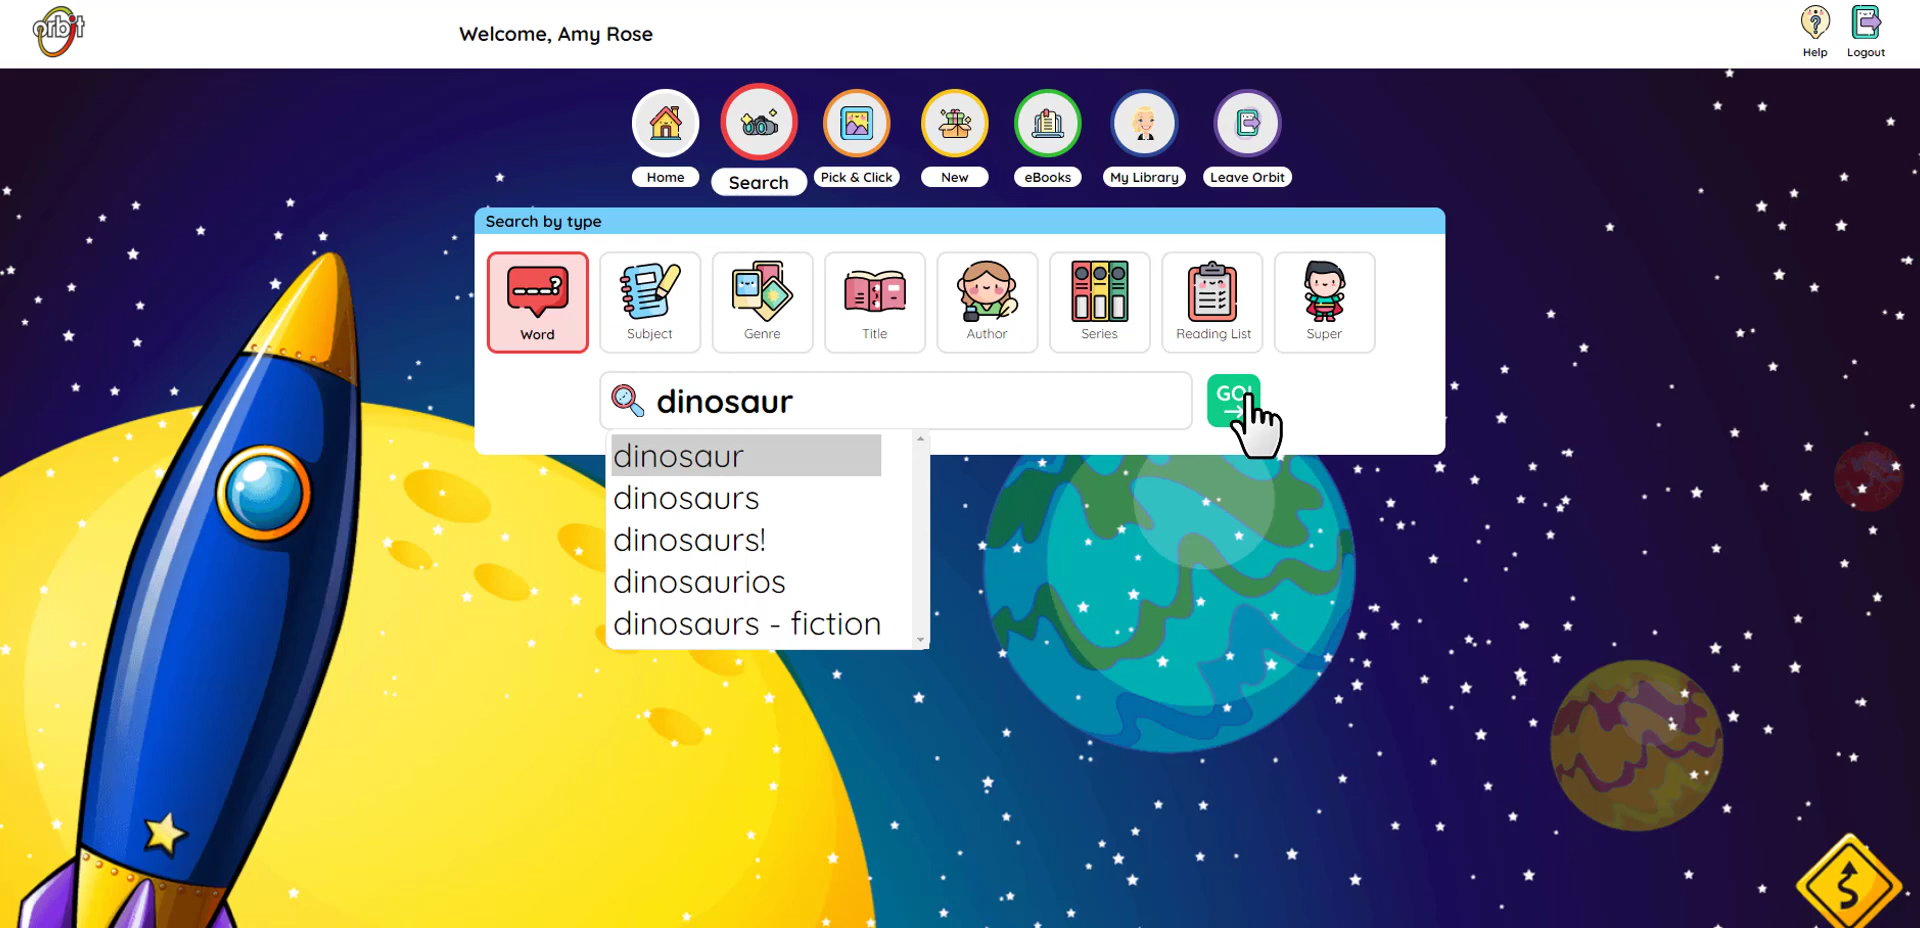 orbit
Welcome, Amy Rose
Help
Logout
Home
Search
Pick & Click
New
eBooks
My Library
Leave Orbit
Search by type
Word
Subject
Genre
Title
Author
Series
Reading List
Super
dinosaur
GO!
dinosaur
dinosaurs
dinosaurs!
dinosaurios
dinosaurs - fiction